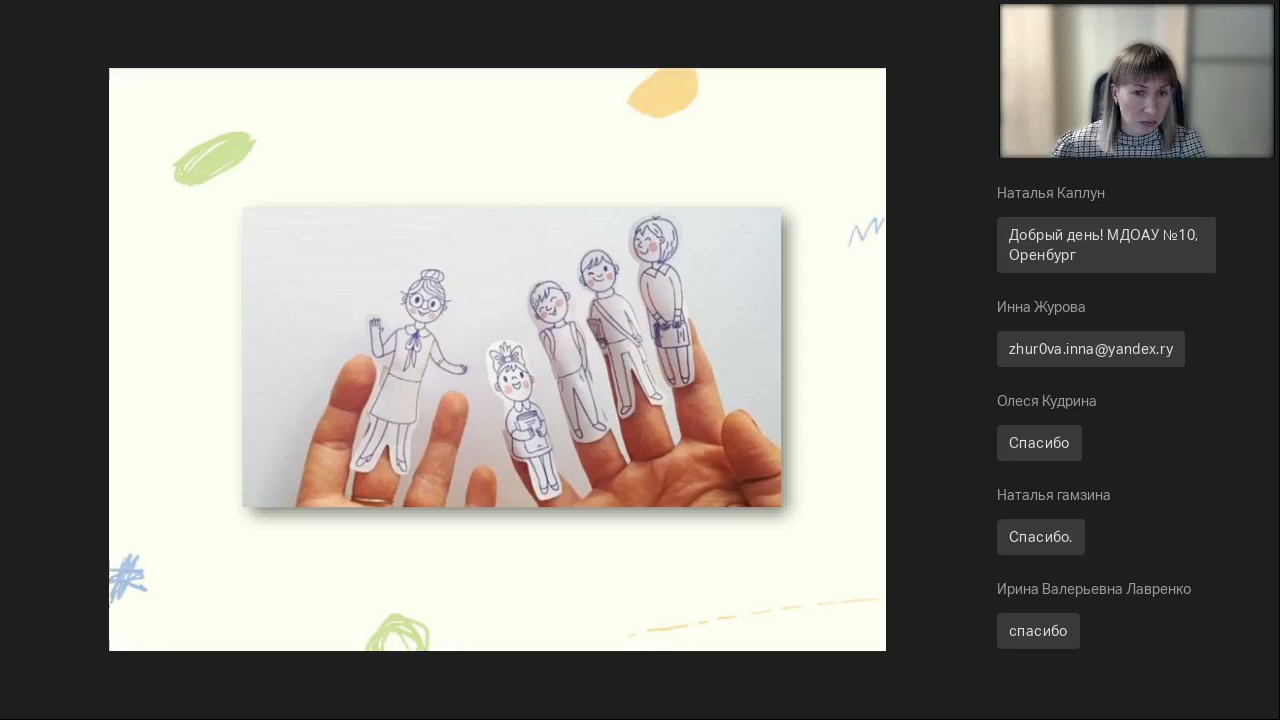 Наталья Каплун
Добрый день! МДОАУ №10,
Оренбург
Инна Журова
zhur0va.inna@yandex.ry
Олеся Кудрина
Спасибо
Наталья гамзина
Спасибо.
Ирина Валерьевна Лавренко
спасибо